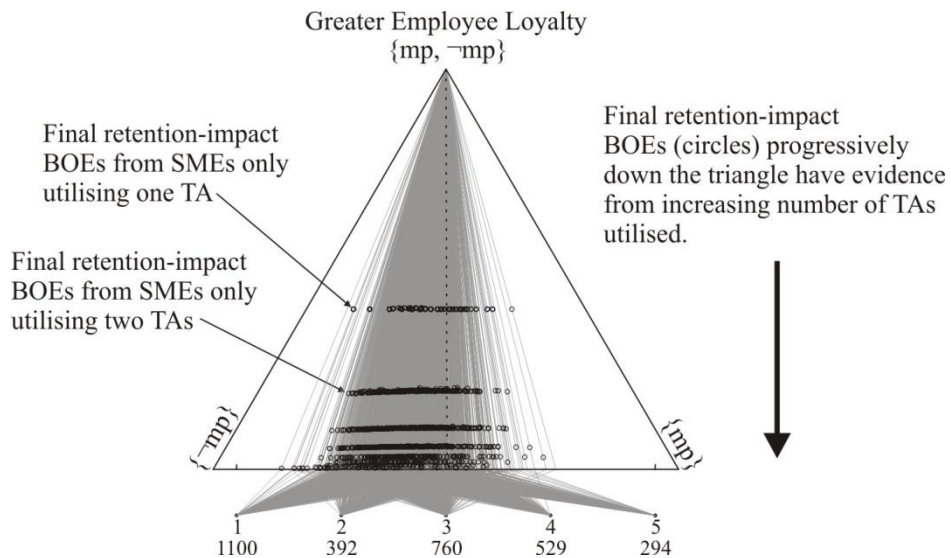 Greater Employee Loyalty
{mp, ¬mp}
Final retention-impact
BOEs from SMEs only
utilising one TA
Final retention-impact
BOEs from SMEs only
utilising two TAs
Final retention-impact
BOEs (circles) progressively
down the triangle have evidence
from increasing number of TAs
utilised.
{¬mp}
{mp}
1 2 3 4 5
1100 392 760 529 294